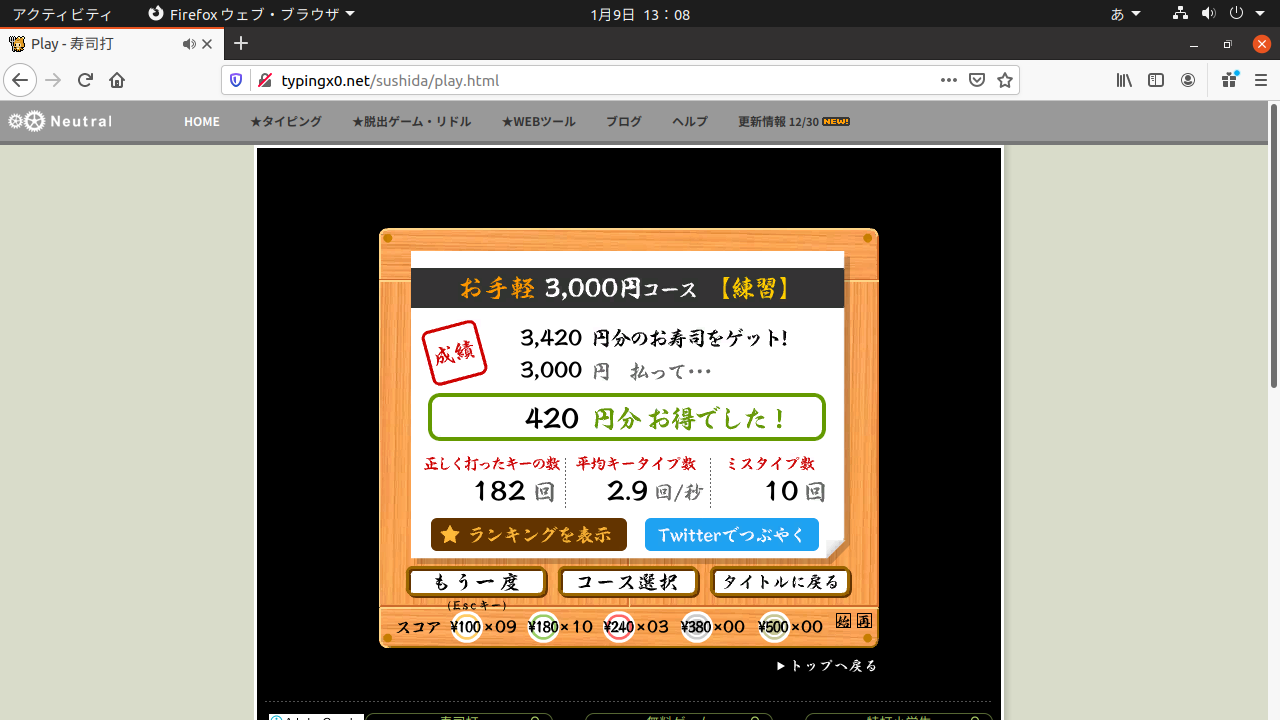 アクティビティ Firefox ウェブ・ブラウザ 1月9日 13：08 あ
Play - 寿司打
typingx0.net/sushida/play.html
Neutral HOME ★タイピング ★脱出ゲーム・リドル ★WEBツール ブログ ヘルプ 更新情報 12/30 NEW!
お手軽 3,000円コース 【練習】
成績
3,420 円分のお寿司をゲット!
3,000 円 払って･･･
420 円分 お得でした！
正しく打ったキーの数 平均キータイプ数 ミスタイプ数
182 回 2.9 回/秒 10 回
ランキングを表示 Twitterでつぶやく
もう一度 コース選択 タイトルに戻る
(Escキー)
スコア ¥100×09 ¥180×10 ¥240×03 ¥380×00 ¥500×00 始 再
▶トップへ戻る